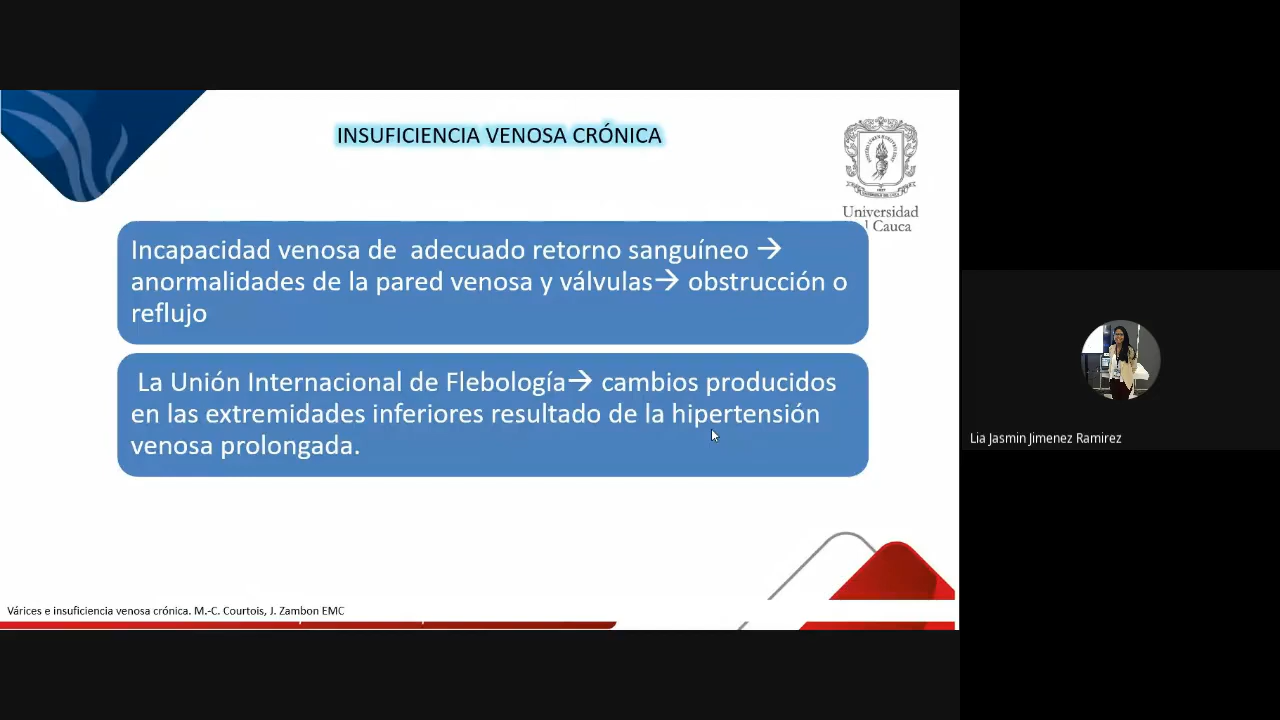 INSUFICIENCIA VENOSA CRÓNICA
Universidad
l Cauca
Incapacidad venosa de  adecuado retorno sanguíneo →
anormalidades de la pared venosa y válvulas→ obstrucción o
reflujo
La Unión Internacional de Flebología→ cambios producidos
en las extremidades inferiores resultado de la hipertensión
venosa prolongada.
Lia Jasmin Jimenez Ramirez
Várices e insuficiencia venosa crónica. M.-C. Courtois, J. Zambon EMC